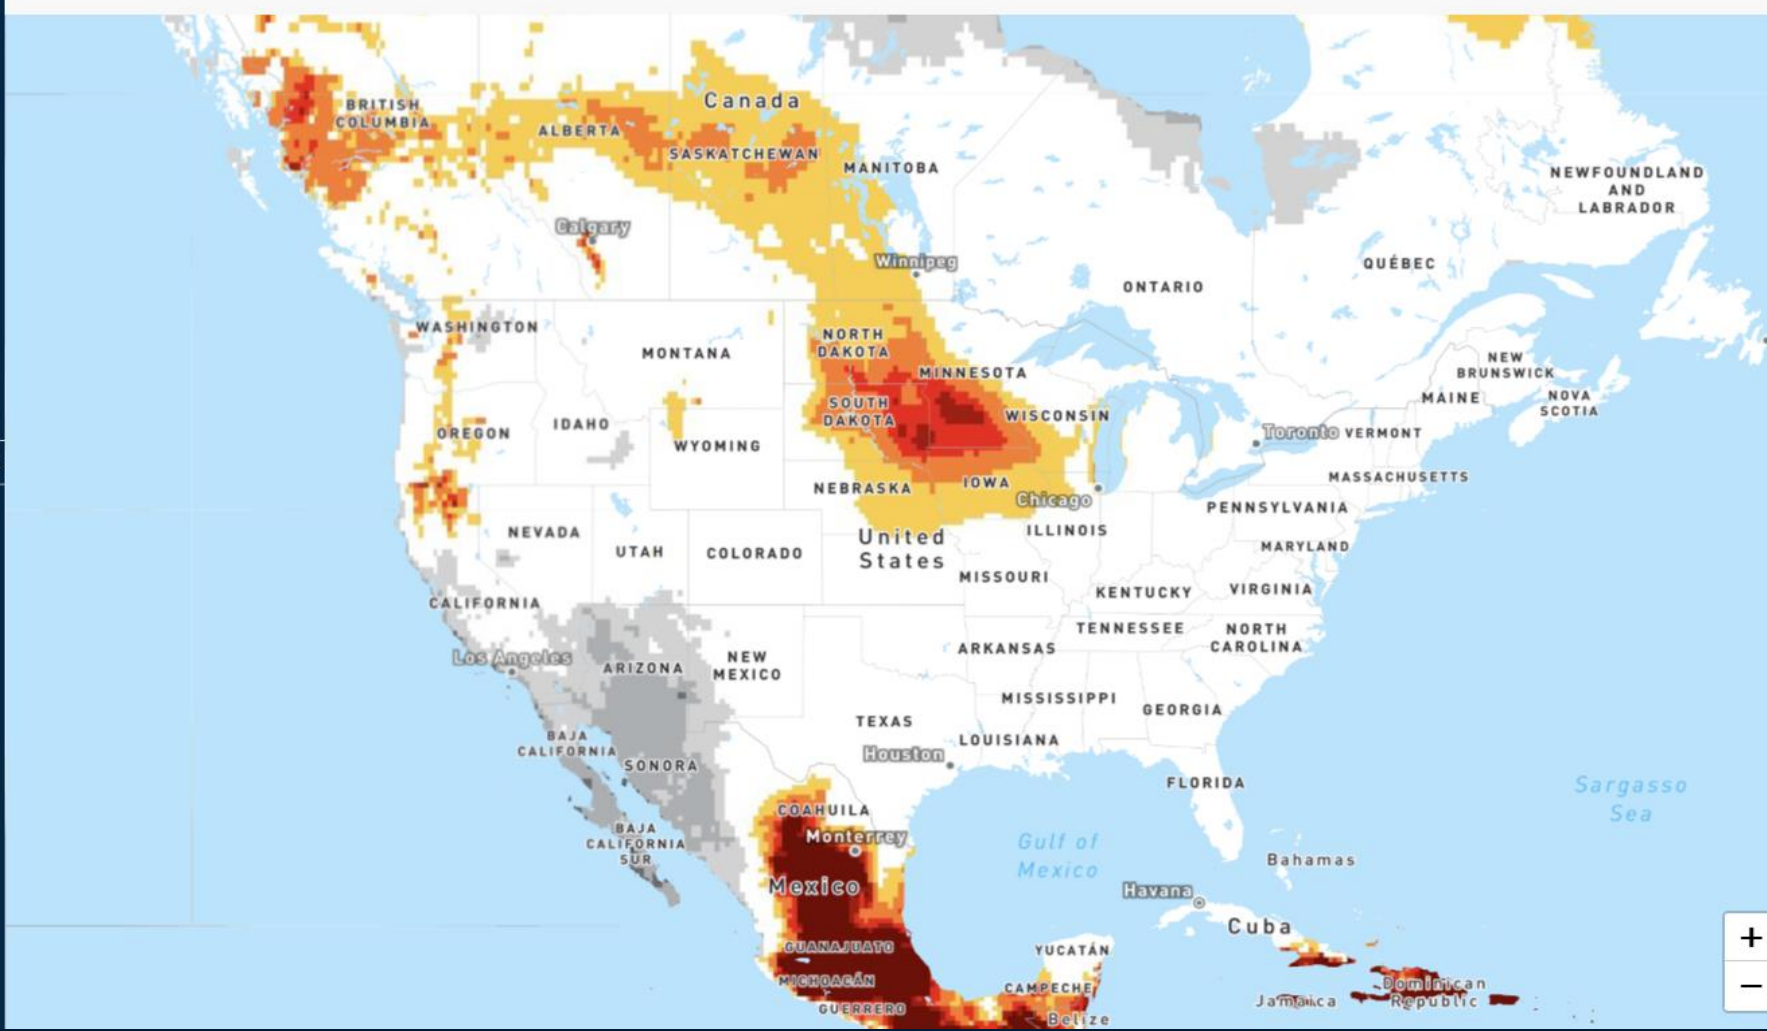 Canada
BRITISH
COLUMBIA
ALBERTA
SASKATCHEWAN
MANITOBA
NEWFOUNDLAND
AND
LABRADOR
Calgary
Winnipeg
ONTARIO
QUÉBEC
WASHINGTON
MONTANA
NORTH
DAKOTA
MINNESOTA
NEW
BRUNSWICK
MAINE
NOVA
SCOTIA
OREGON
IDAHO
WYOMING
SOUTH
DAKOTA
WISCONSIN
Toronto
VERMONT
MASSACHUSETTS
NEBRASKA
IOWA
Chicago
PENNSYLVANIA
NEVADA
UTAH
COLORADO
United
States
ILLINOIS
MARYLAND
CALIFORNIA
MISSOURI
KENTUCKY
VIRGINIA
Los Angeles
ARIZONA
NEW
MEXICO
ARKANSAS
TENNESSEE
NORTH
CAROLINA
MISSISSIPPI
GEORGIA
BAJA
CALIFORNIA
SONORA
TEXAS
Houston
LOUISIANA
FLORIDA
Sargasso
Sea
COAHUILA
Monterrey
BAJA
CALIFORNIA
SUR
Mexico
Gulf of
Mexico
Bahamas
Havana
Cuba
GUANAJUATO
MICHOACÁN
GUERRERO
YUCATÁN
CAMPECHE
Belize
Jamaica
Dominican
Republic
+
−